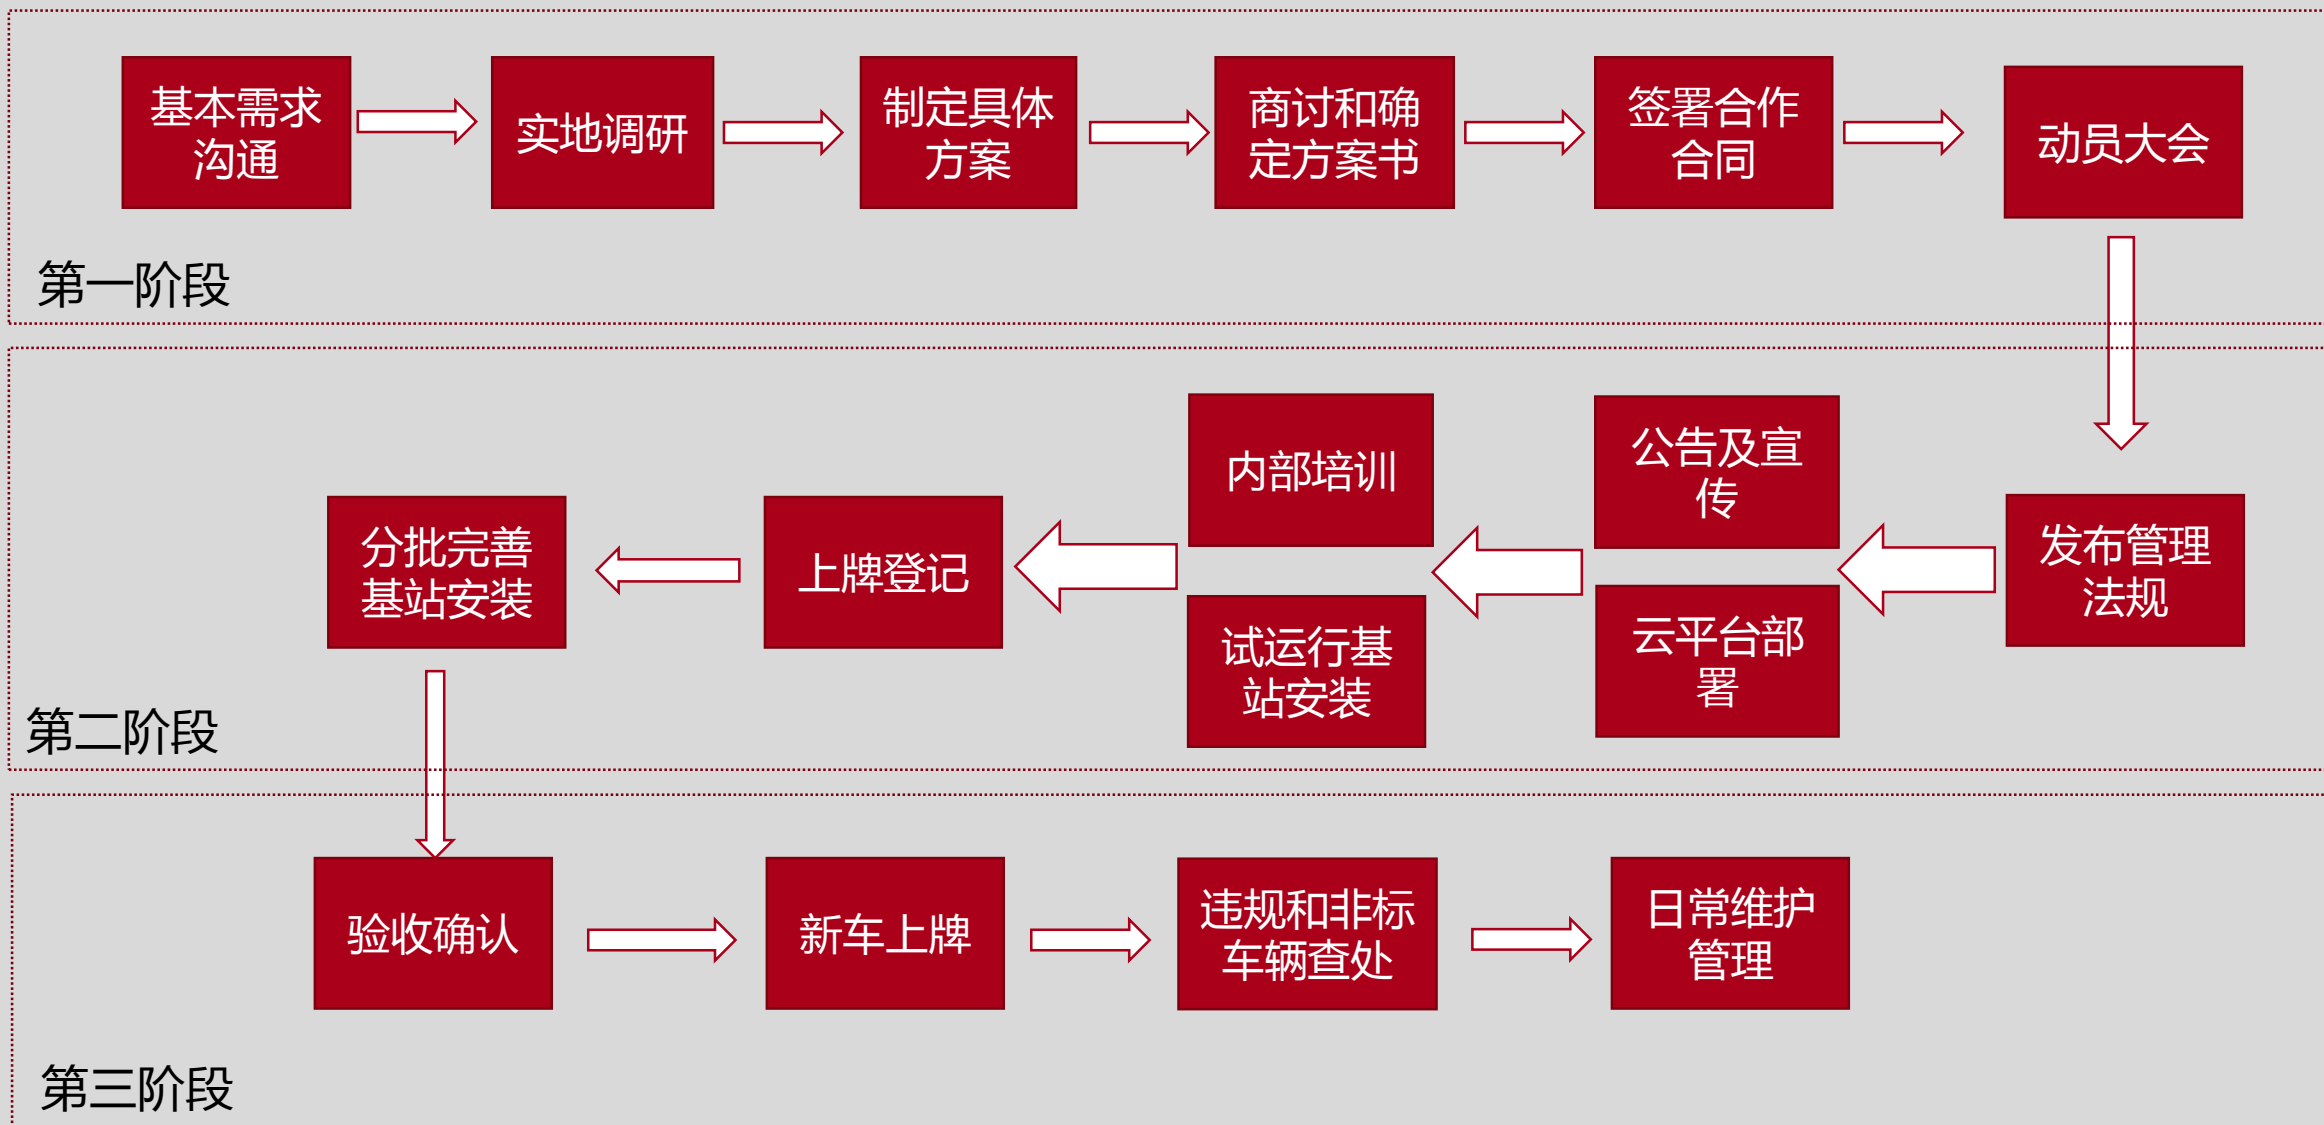 基本需求
沟通
实地调研
制定具体
方案
商讨和确
定方案书
签署合作
合同
动员大会
第一阶段
发布管理
法规
公告及宣
传
云平台部
署
内部培训
试运行基
站安装
上牌登记
分批完善
基站安装
第二阶段
验收确认
新车上牌
违规和非标
车辆查处
日常维护
管理
第三阶段